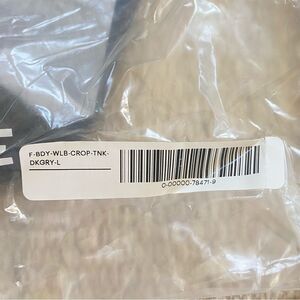 F-BDY-WLB-CROP-TNK-
DKGRY-L
0-00000-78471-9